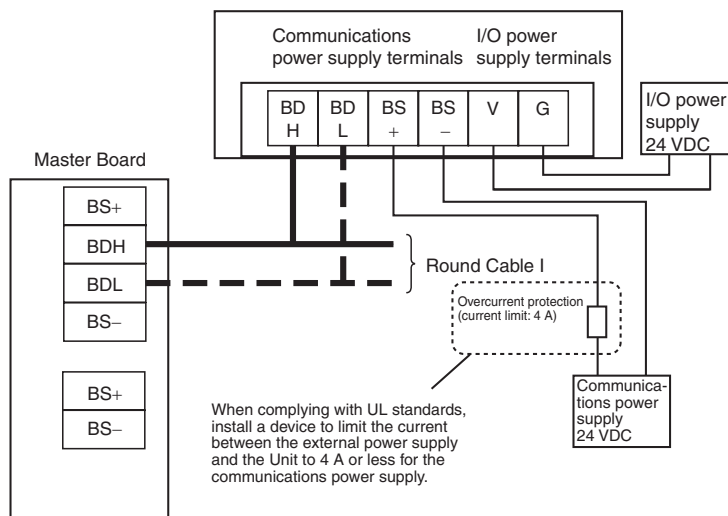 Communications
power supply terminals
I/O power
supply terminals
BD
H
BD
L
BS
+
BS
−
V
G
I/O power
supply
24 VDC
Master Board
BS+
BDH
BDL
BS−
BS+
BS−
Round Cable I
Overcurrent protection
(current limit: 4 A)
Communica-
tions power
supply
24 VDC
When complying with UL standards,
install a device to limit the current
between the external power supply
and the Unit to 4 A or less for the
communications power supply.